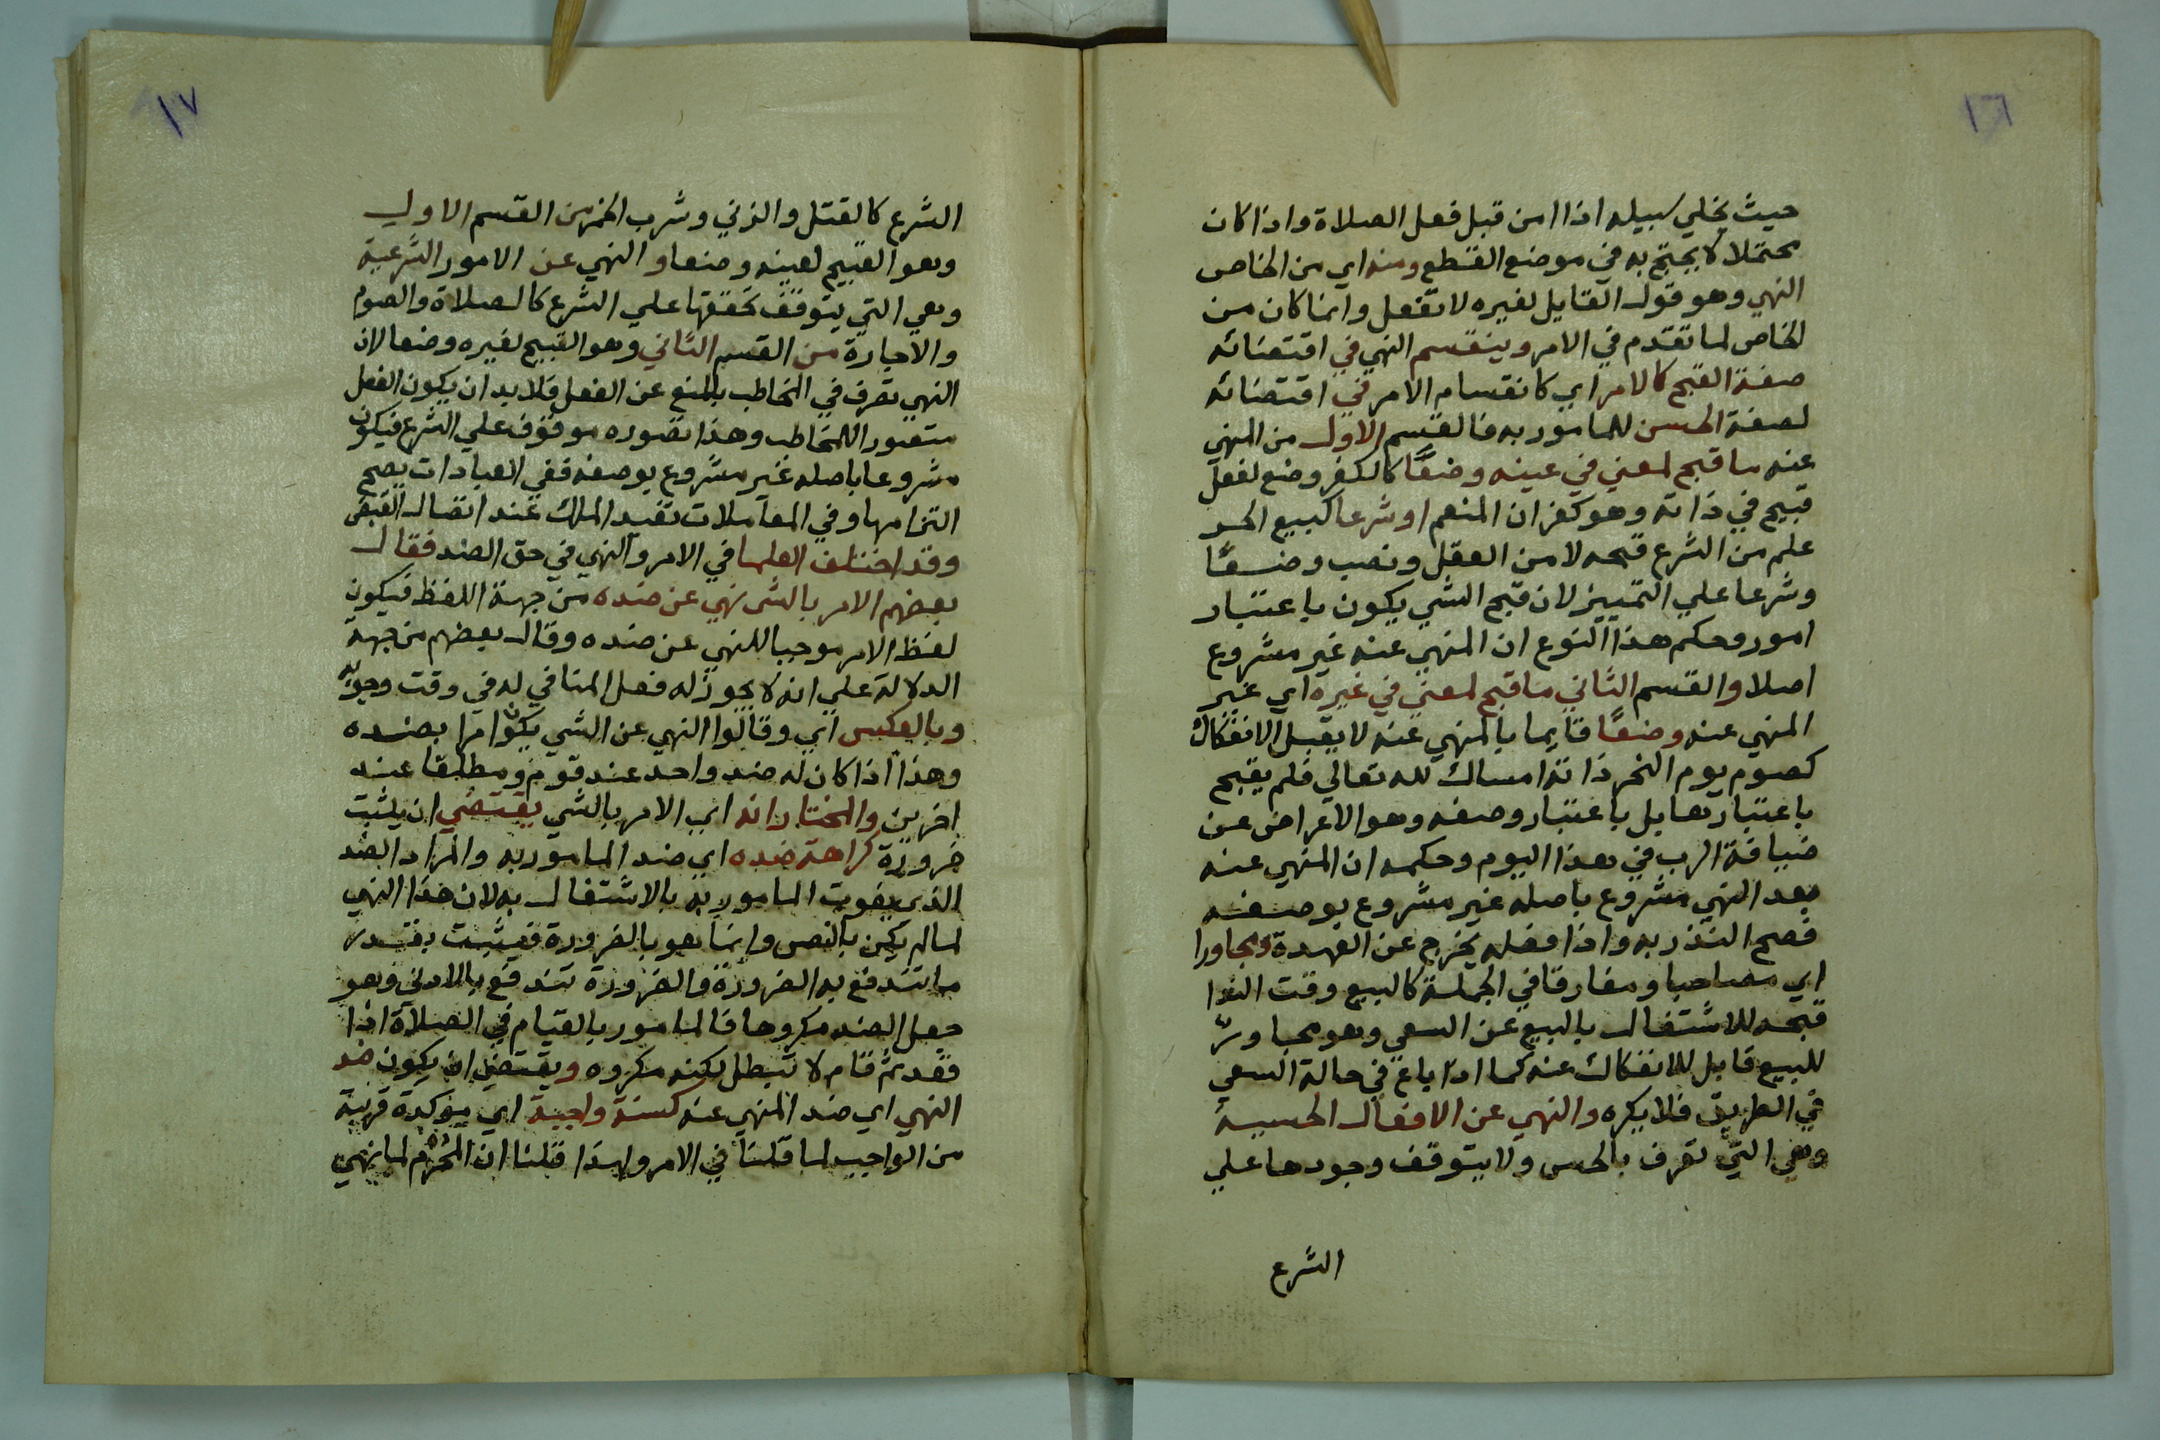 ١٦
حيث يخلي سبيله اذا امن قبل فعل الصلاة واذا كان
محتملا لا يحتج به في موضع القطع ومنه اي من الخاص
النهي وهو قول القايل لغيره لا تفعل وانما كان من
الخاص لما تقدم في الامر وينقسم النهي في اقتضائه
صفة القبح كالامر اي كانقسام الامر في اقتضائه
لصفة الحسن للمامور به فالقسم الاول من المنهي
عنه ما قبح لمعني في عينه وضعًا كالكفر وضع لفعل
قبيح في ذاته وهو كفران المنعم او شرعا كبيع الحر
علم من الشرع قبحه لا من العقل ونصب وضعًا
وشرعا علي التمييز لان قبح الشي يكون باعتبار
امور وحكم هذا النوع ان المنهي عنه غير مشروع
اصلا والقسم الثاني ما قبح لمعني في غيره اي غير
المنهي عنه وضعًا قايما بالمنهي عنه لا يقبل الانفكاك
كصوم يوم النحر ذاته امساك لله تعالي فلم يقبح
باعتبارها بل باعتبار وصفه وهو الاعراض عن
ضيافة الرب في هذا اليوم وحكمه ان المنهي عنه
بعد النهي مشروع باصله غير مشروع بوصفه
فصح النذر به واذا فعله يخرج عن العهدة ومجاورا
اي مصاحبا ومفارقا في الجملة كالبيع وقت الندا
قبحه للاشتغال بالبيع عن السعي وهو مجاور
للبيع قابل للانفكاك عنه كما اذا باع في حالة السعي
في الطريق فلا يكره والنهي عن الافعال الحسية
وهي التي تعرف بالحس ولا يتوقف وجودها علي
الشرع
١٧
الشرع كالقتل والزني وشرب الخمر من القسم الاول
وهو القبيح لعينه وضعا والنهي عن الامور الشرعية
وهي التي يتوقف تحققها علي الشرع كالصلاة والصوم
والاجارة من القسم الثاني وهو القبيح لغيره وضعا لان
النهي تصرف في المخاطب بالمنع عن الفعل فلا بد ان يكون الفعل
متصور للمخاطب وهذا تصوره موقوف علي الشرع فيكون
مشروعا باصله غير مشروع بوصفه ففي العبادات يصح
التزامها وفي المعاملات تفيد الملك عند اتصال القبض
وقد اختلف العلما في الامر والنهي في حق الضد فقال
بعضهم الامر بالشي نهي عن ضده من جهة اللفظ فيكون
لفظ الامر موجبا للنهي عن ضده وقال بعضهم من جهة
الدلالة علي انه لا يجوز له فعل المنافي له في وقت وجوبه
وبالعكس اي وقالوا النهي عن الشي يكون امرا بضده
وهذا اذا كان له ضد واحد عند قوم ومطلقا عند
اخرين والمختار انه اي الامر بالشي يقتضي ان يثبت
ضرورة كراهة ضده اي ضد المامور به والمراد الضد
الذي يفوت المامور به بالاشتغال به لان هذا النهي
لما لم يكن بالنص وانما هو بالضرورة فيثبت بقدر
ما تندفع به الضرورة والضرورة تندفع بالادني وهو
جعل الضد مكروها فالمامور بالقيام في الصلاة اذا
قعد ثم قام لا تبطل لكنه مكروه ويقتضي ان يكون ضد
النهي اي ضد المنهي عنه كسنة واجبة اي موكدة قريبة
من الواجب لما قلنا في الامر ولهذا قلنا ان المحرم لما نهي